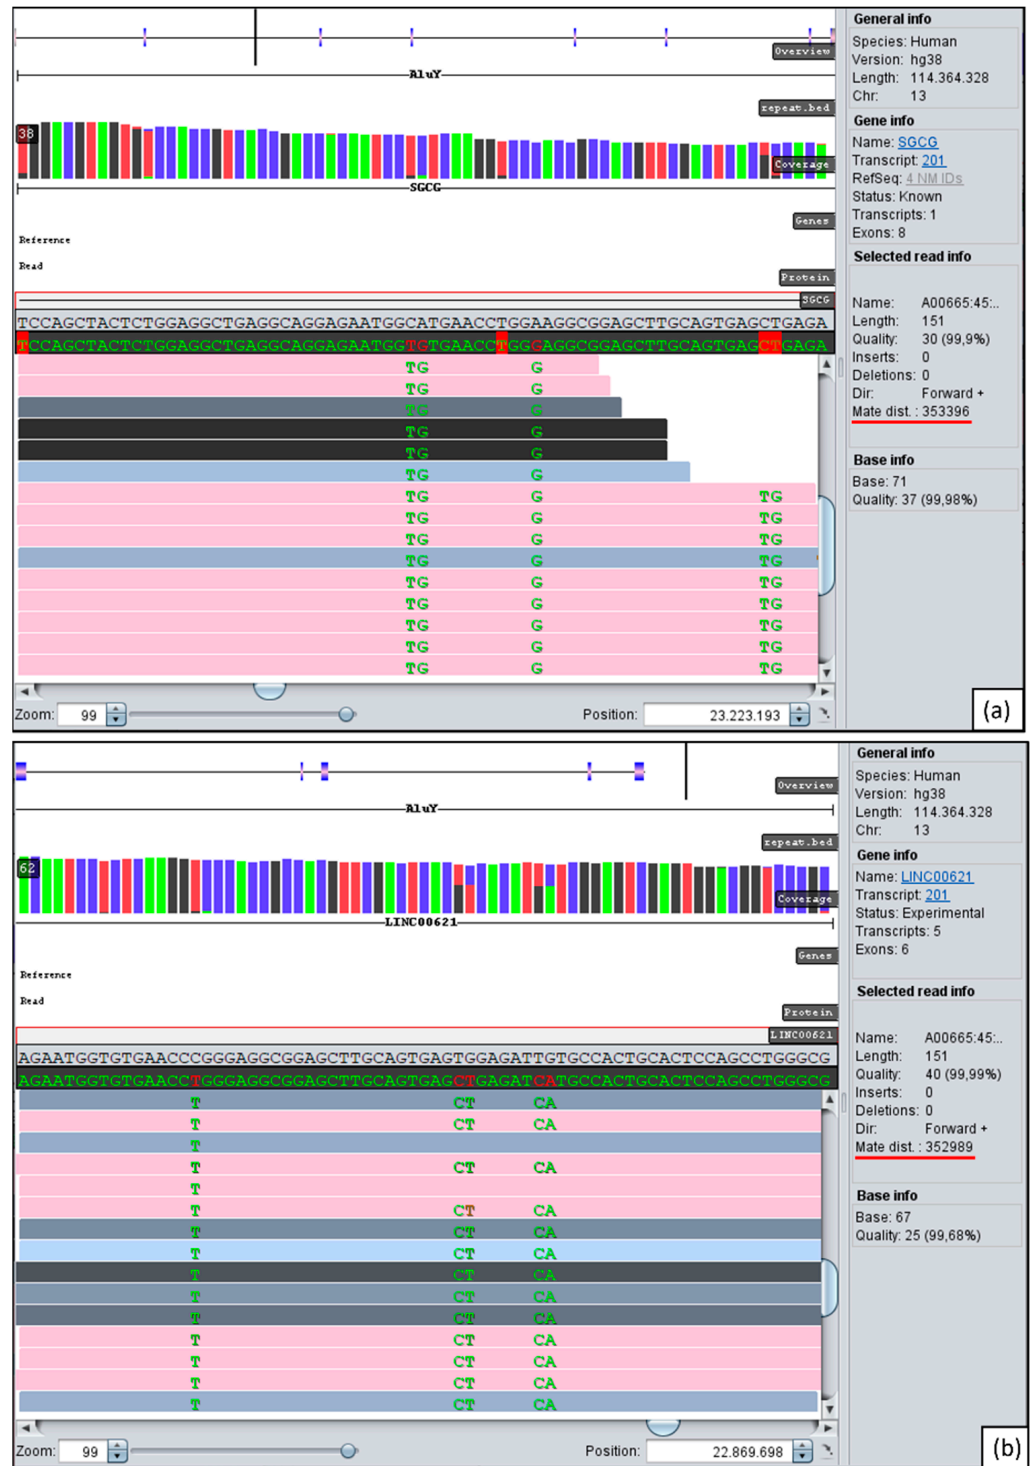 Overview
AluY
repeat.bed
38
Coverage
SGCG
Genes
Reference
Read
Protein
SGCG
TCCAGCTACTCTGGAGGCTGAGGCAGGAGAATGGCATGAACCTGGAAGGCGGAGCTTGCAGTGAGCTGAGA
TCCAGCTACTCTGGAGGCTGAGGCAGGAGAATGGTGTGAACCTGGGAGGCGGAGCTTGCAGTGAGCTGAGA
TG G
TG G
TG G
TG G
TG G
TG G
TG G TG
TG G TG
TG G TG
TG G TG
TG G TG
TG G TG
TG G TG
TG G TG
TG G TG
Zoom: 99
Position: 23.223.193
General info
Species: Human
Version: hg38
Length: 114.364.328
Chr: 13
Gene info
Name: SGCG
Transcript: 201
RefSeq: 4 NM IDs
Status: Known
Transcripts: 1
Exons: 8
Selected read info
Name: A00665:45:..
Length: 151
Quality: 30 (99,9%)
Inserts: 0
Deletions: 0
Dir: Forward +
Mate dist. : 353396
Base info
Base: 71
Quality: 37 (99,98%)
(a)
Overview
AluY
repeat.bed
62
Coverage
LINC00621
Genes
Reference
Read
Protein
LINC00621
AGAATGGTGTGAACCCGGGAGGCGGAGCTTGCAGTGAGTGGAGATTGTGCCACTGCACTCCAGCCTGGGCG
AGAATGGTGTGAACCTGGGAGGCGGAGCTTGCAGTGAGCTGAGATCATGCCACTGCACTCCAGCCTGGGCG
T CT CA
T CT CA
T
T CT CA
T
T CT CA
T CT CA
T CT CA
T CT CA
T CT CA
T CT CA
T CT CA
T CT CA
T CT CA
T CT CA
Zoom: 99
Position: 22.869.698
General info
Species: Human
Version: hg38
Length: 114.364.328
Chr: 13
Gene info
Name: LINC00621
Transcript: 201
Status: Experimental
Transcripts: 5
Exons: 6
Selected read info
Name: A00665:45:..
Length: 151
Quality: 40 (99,99%)
Inserts: 0
Deletions: 0
Dir: Forward +
Mate dist. : 352989
Base info
Base: 67
Quality: 25 (99,68%)
(b)